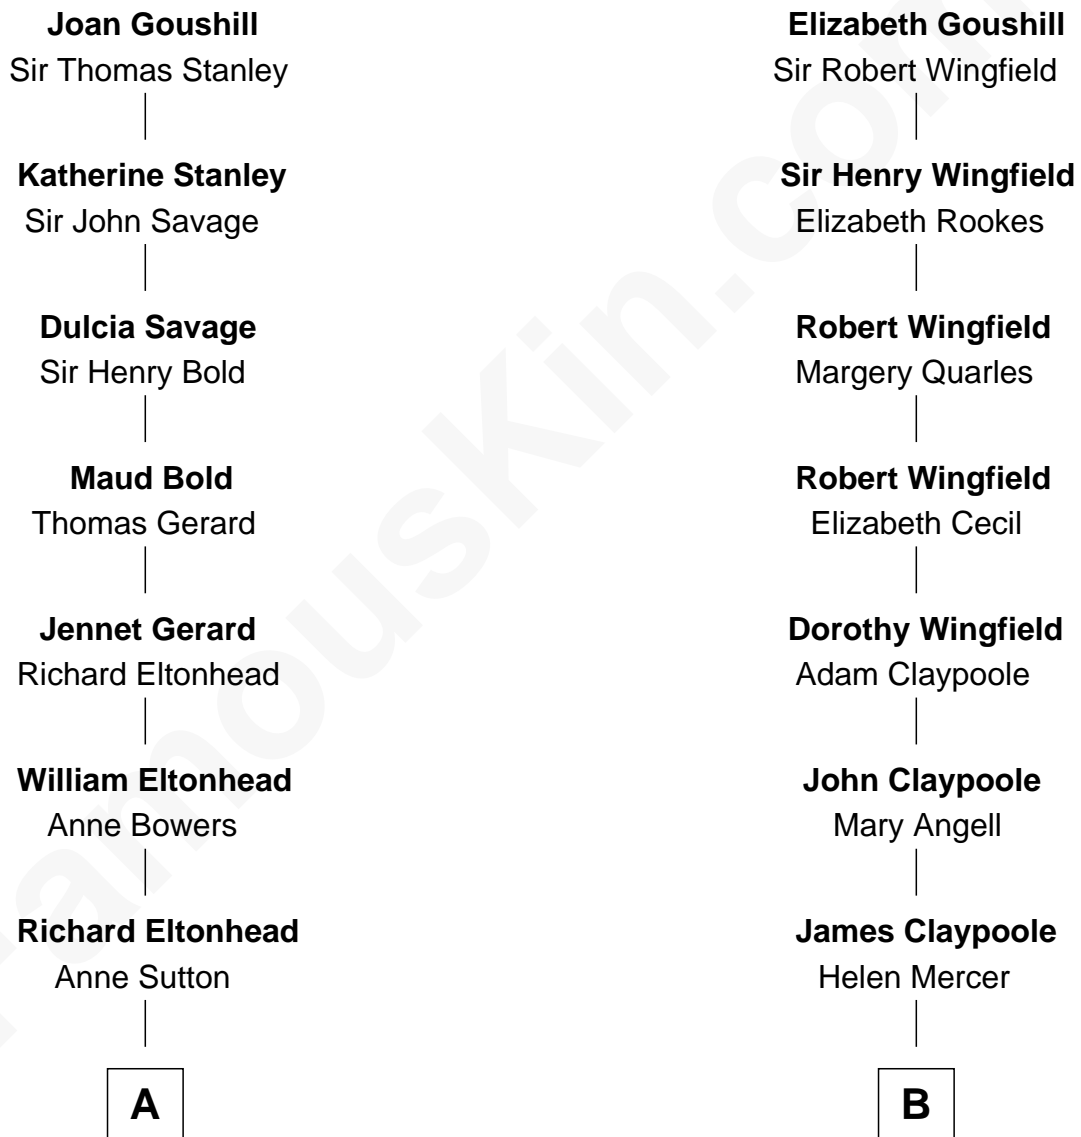 Joan Goushill
Sir Thomas Stanley
Katherine Stanley
Sir John Savage
Dulcia Savage
Sir Henry Bold
Maud Bold
Thomas Gerard
Jennet Gerard
Richard Eltonhead
William Eltonhead
Anne Bowers
Richard Eltonhead
Anne Sutton
A
Elizabeth Goushill
Sir Robert Wingfield
Sir Henry Wingfield
Elizabeth Rookes
Robert Wingfield
Margery Quarles
Robert Wingfield
Elizabeth Cecil
Dorothy Wingfield
Adam Claypoole
John Claypoole
Mary Angell
James Claypoole
Helen Mercer
B
FamousKin.com